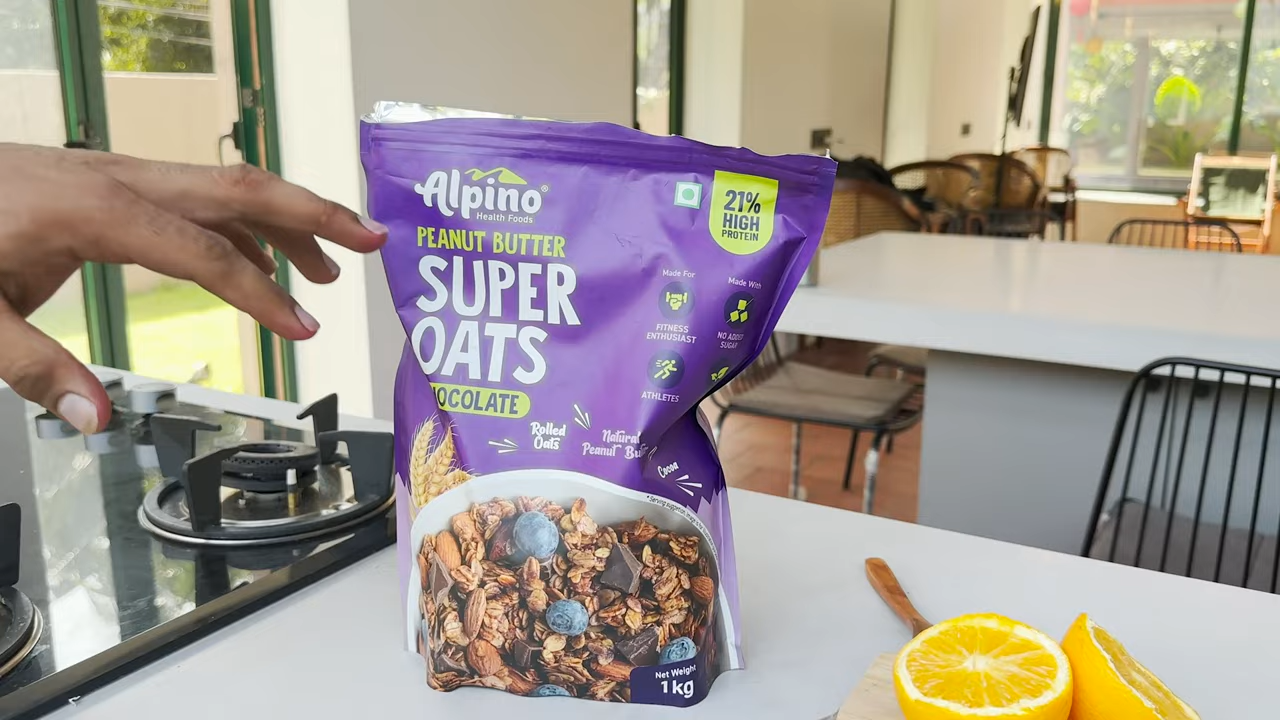 Alpino®
Health Foods
PEANUT BUTTER
SUPER
OATS
OCOLATE
21%
HIGH
PROTEIN
Made For
FITNESS
ENTHUSIAST
ATHLETES
Made With
NO ADDED
SUGAR
Rolled
Oats
Natural
Peanut
Cocoa
Net Weight
1kg